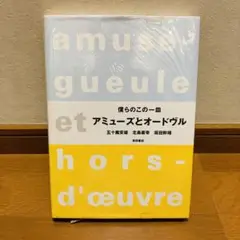 amuse
gueule
僕らのこの一皿
et アミューズとオードヴル
五十嵐安雄 北島素幸 堀田和福
柴田書店
hors-
d'œuvre